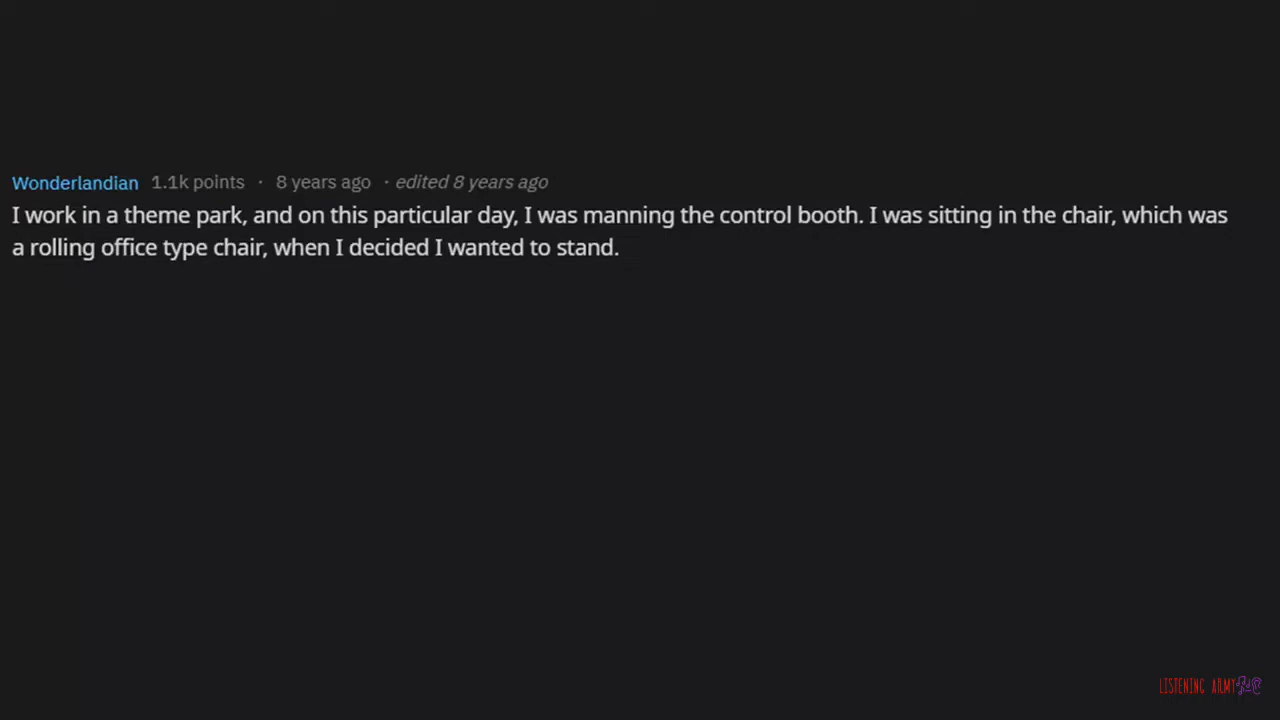 Wonderlandian 1.1k points · 8 years ago · edited 8 years ago
I work in a theme park, and on this particular day, I was manning the control booth. I was sitting in the chair, which was
a rolling office type chair, when I decided I wanted to stand.
LISTENING ARMY